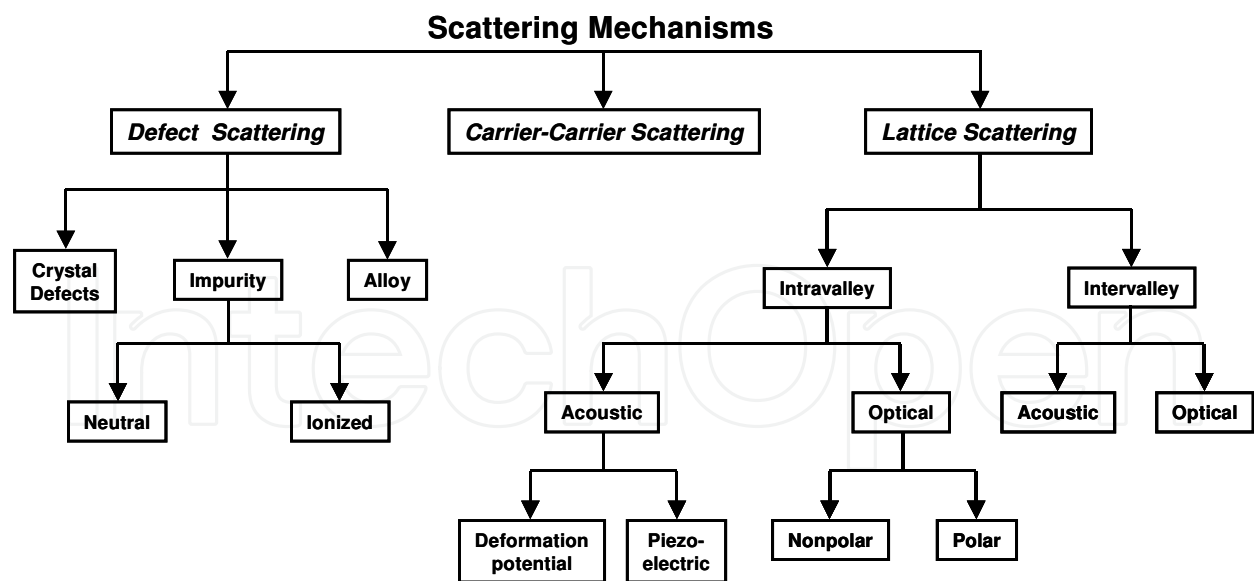 Scattering Mechanisms
Defect Scattering
Carrier-Carrier Scattering
Lattice Scattering
Crystal
Defects
Impurity
Alloy
Intravalley
Intervalley
Neutral
Ionized
Acoustic
Optical
Acoustic
Optical
Deformation
potential
Piezo-
electric
Nonpolar
Polar
IntechOpen